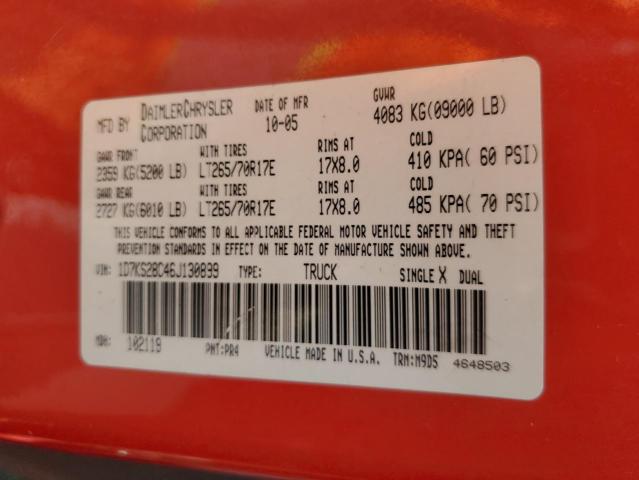 MFD BY DAIMLERCHRYSLER CORPORATION DATE OF MFR 10-05 GVWR 4083 KG(09000 LB)
GAWR FRONT WITH TIRES RIMS AT COLD
2359 KG(5200 LB) LT265/70R17E 17X8.0 410 KPA( 60 PSI)
GAWR REAR WITH TIRES RIMS AT COLD
2727 KG(6010 LB) LT265/70R17E 17X8.0 485 KPA( 70 PSI)
THIS VEHICLE CONFORMS TO ALL APPLICABLE FEDERAL MOTOR VEHICLE SAFETY AND THEFT
PREVENTION STANDARDS IN EFFECT ON THE DATE OF MANUFACTURE SHOWN ABOVE.
VIN: 1D7KS28C46J130839 TYPE: TRUCK SINGLE X DUAL
MDH: 102119 PNT:PR4 VEHICLE MADE IN U.S.A. TRM:M9D5 4648503